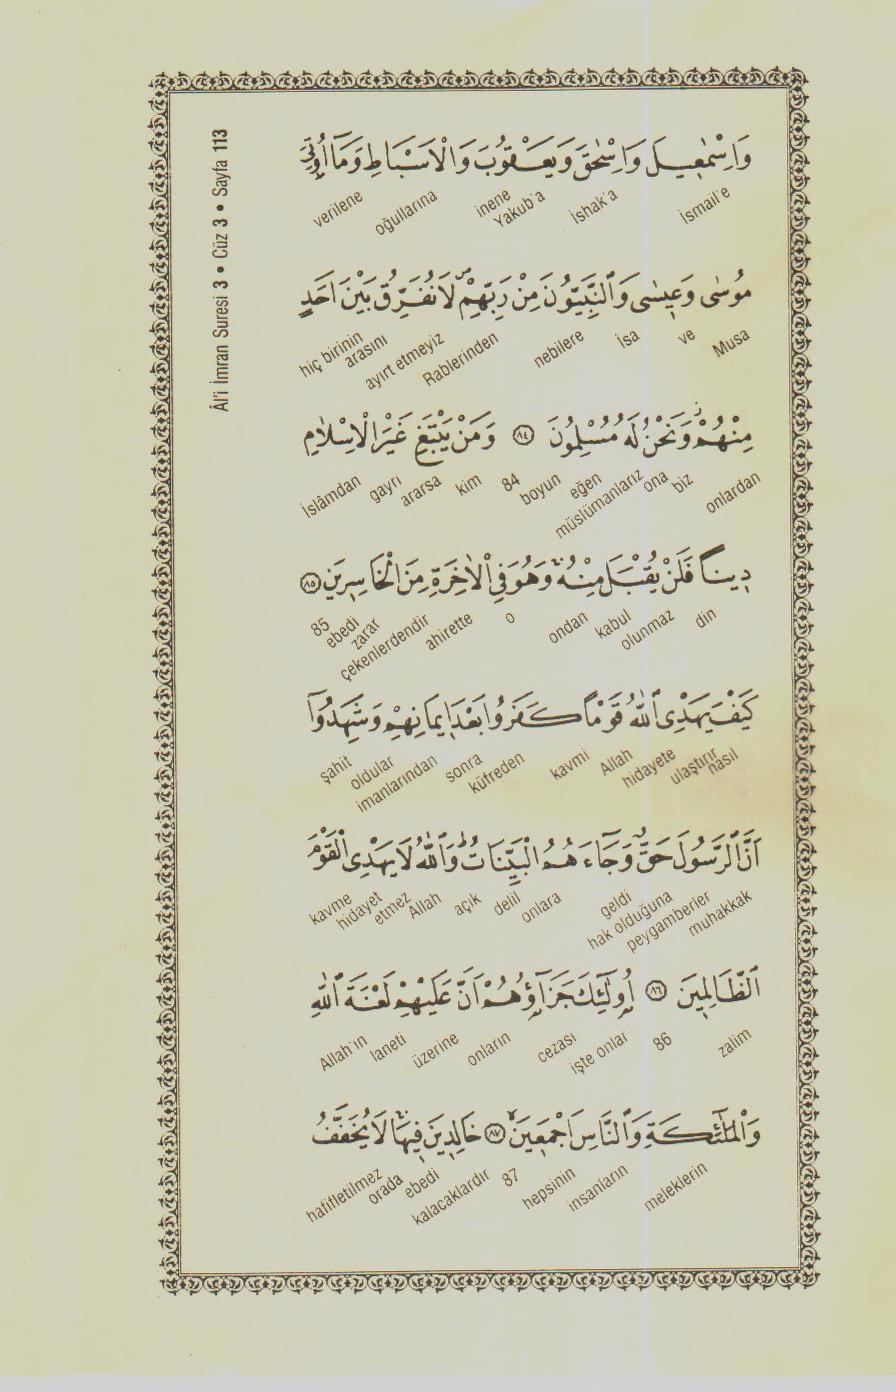 Âl'i İmran Suresi 3 • Cüz 3 • Sayfa 113
وَاِسْمٰعٖيلَ وَاِسْحٰقَ وَيَعْقُوبَ وَالْاَسْبَاطِ وَمَٓا اُوتِيَ
İsmail'e İshak'a Yakub'a inene oğullarına verilene
مُوسٰى وَعٖيسٰى وَالنَّبِيُّونَ مِنْ رَبِّهِمْ لَا نُفَرِّقُ بَيْنَ اَحَدٍ
Musa ve İsa nebilere Rablerinden ayırt etmeyiz arasını hiç birinin
مِنْهُمْ وَنَحْنُ لَهُ مُسْلِمُونَ ﴿٨٤﴾ وَمَنْ يَبْتَغِ غَيْرَ الْاِسْلَامِ
onlardan biz ona müslümanlarız eğen boyun 84 kim ararsa gayrı İslâmdan
دٖيناً فَلَنْ يُقْبَلَ مِنْهُ وَهُوَ فِي الْاٰخِرَةِ مِنَ الْخَاسِرٖينَ ﴿٨٥﴾
din olunmaz kabul ondan o ahirette çekenlerdendir zarar ebedi 85
كَيْفَ يَهْدِي اللّٰهُ قَوْماً كَفَرُوا بَعْدَ اٖيمَانِهِمْ وَشَهِدُٓوا
nasıl ulaştırır hidayete Allah kavmi küfreden sonra imanlarından oldular şahit
اَنَّ الرَّسُولَ حَقٌّ وَجَٓاءَهُمُ الْبَيِّنَاتُ وَاللّٰهُ لَا يَهْدِي الْقَوْمَ
muhakkak peygamberler hak olduğuna geldi onlara delil açık Allah etmez hidayet kavme
الظَّالِمٖينَ ﴿٨٦﴾ اُولٰٓئِكَ جَزَٓاؤُهُمْ اَنَّ عَلَيْهِمْ لَعْنَةَ اللّٰهِ
zalim 86 işte onlar cezası onların üzerine laneti Allah'ın
وَالْمَلٰٓئِكَةِ وَالنَّاسِ اَجْمَعٖينَ ﴿٨٧﴾ خَالِدٖينَ فٖيهَا لَا يُخَفَّفُ
meleklerin insanların hepsinin 87 kalacaklardır ebedi orada hafifletilmez